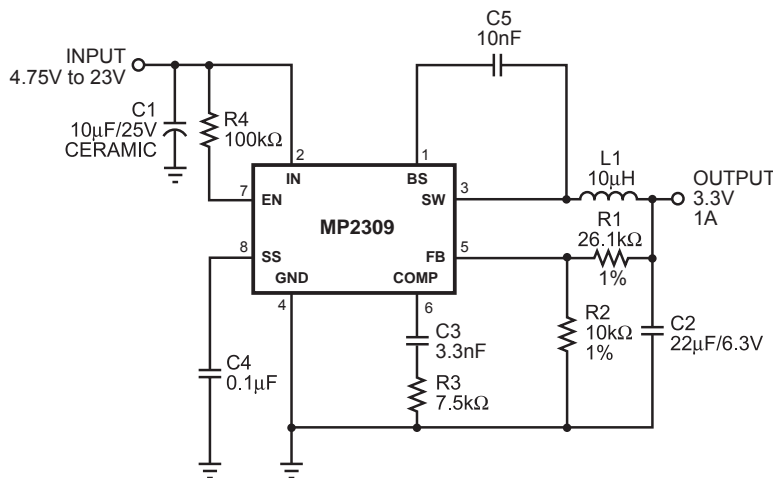 C5
10nF
INPUT
4.75V to 23V
C1
10μF/25V
CERAMIC
R4
100kΩ
2
1
IN
BS
L1
10μH
OUTPUT
3.3V
1A
7
EN
SW
3
MP2309
R1
26.1kΩ
1%
8
SS
FB
5
GND
COMP
4
6
C3
3.3nF
R2
10kΩ
1%
C2
22μF/6.3V
C4
0.1μF
R3
7.5kΩ